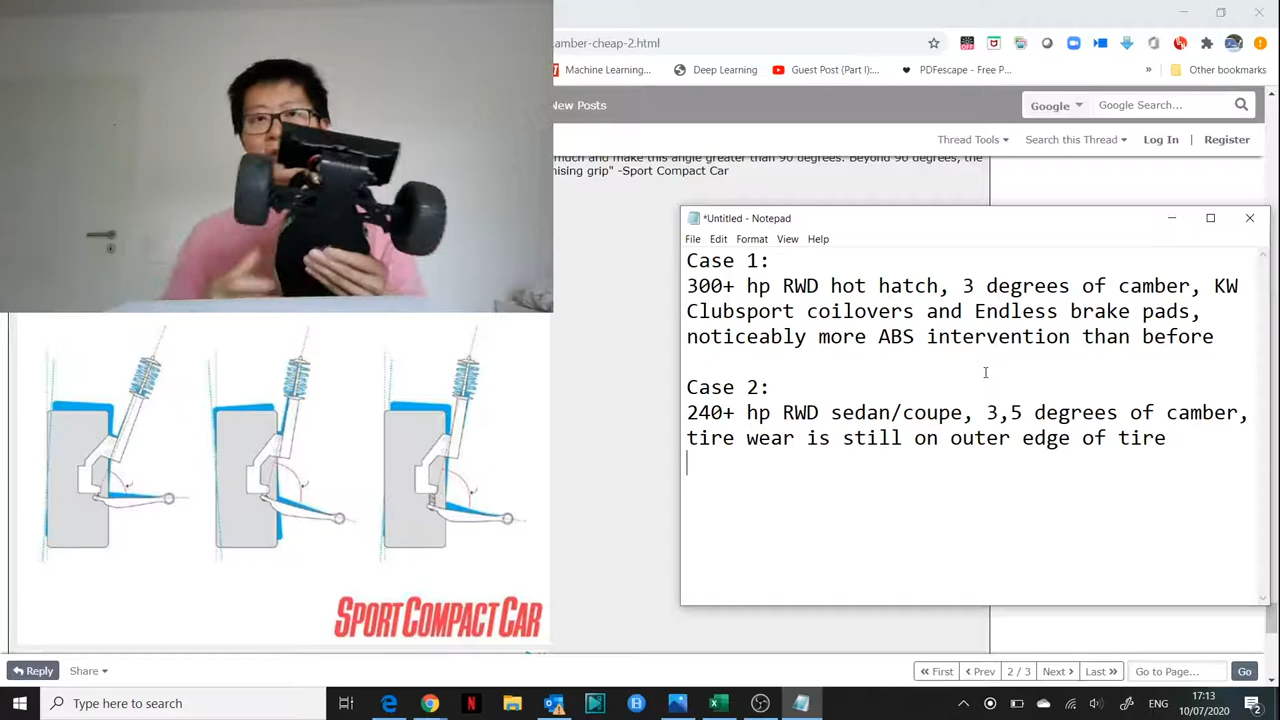 amber-cheap-2.html
Machine Learning...
Deep Learning
Guest Post (Part I):...
PDFescape - Free P...
»
Other bookmarks
New Posts
Google
Google Search...
Thread Tools
Search this Thread
Log In
Register
much and make this angle greater than 90 degrees. Beyond 90 degrees, the
ising grip" -Sport Compact Car
*Untitled - Notepad
File Edit Format View Help
Case 1:
300+ hp RWD hot hatch, 3 degrees of camber, KW
Clubsport coilovers and Endless brake pads,
noticeably more ABS intervention than before
Case 2:
240+ hp RWD sedan/coupe, 3,5 degrees of camber,
tire wear is still on outer edge of tire
SPORT COMPACT CAR
Reply
Share
« First
‹ Prev
2 / 3
Next ›
Last »
Go to Page...
Go
Type here to search
ENG
17:13
10/07/2020
2